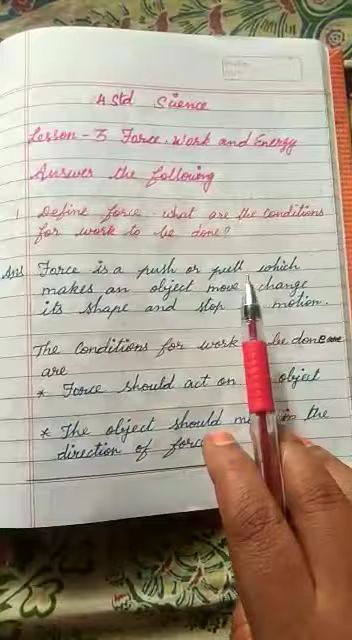 4 Std Science
Lesson - 3 Force, Work and Energy
Answer the following
1 Define force. what are the conditions
for work to be done?
Ans Force is a push or pull which
makes an object move change
its shape and stop motion.
The conditions for work be done
are
* Force should act on object
* The object should in the
direction of force